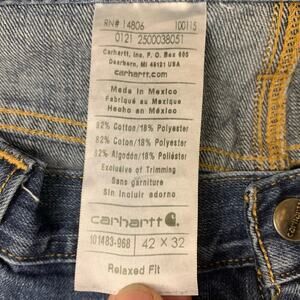 RN# 14806 100115
0121 2500038051
Carhartt, Inc, P.O. Box 600
Dearborn, MI 48121 USA
carhartt.com
Made in Mexico
Fabriqué au Mexique
Hecho en México
82% Cotton/18% Polyester
82% Coton/18% Polyester
82% Algodón/18% Poliéster
Exclusive of Trimming
Sans garniture
Sin incluir adorno
carhartt
101483-968 42 X 32
Relaxed Fit